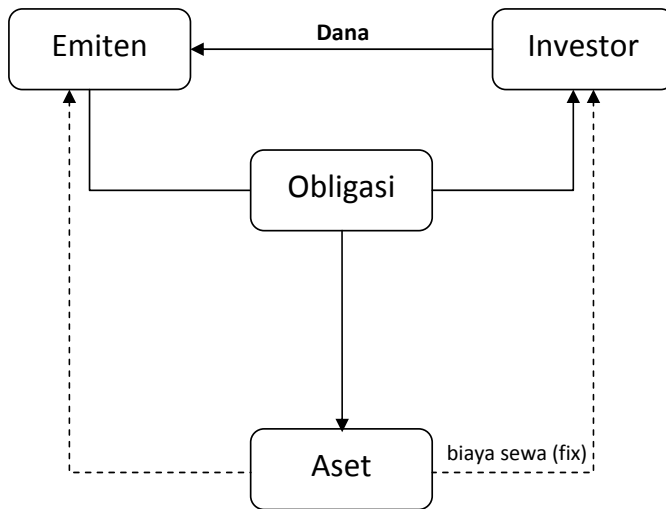 Emiten
Dana
Investor
Obligasi
Aset
biaya sewa (fix)